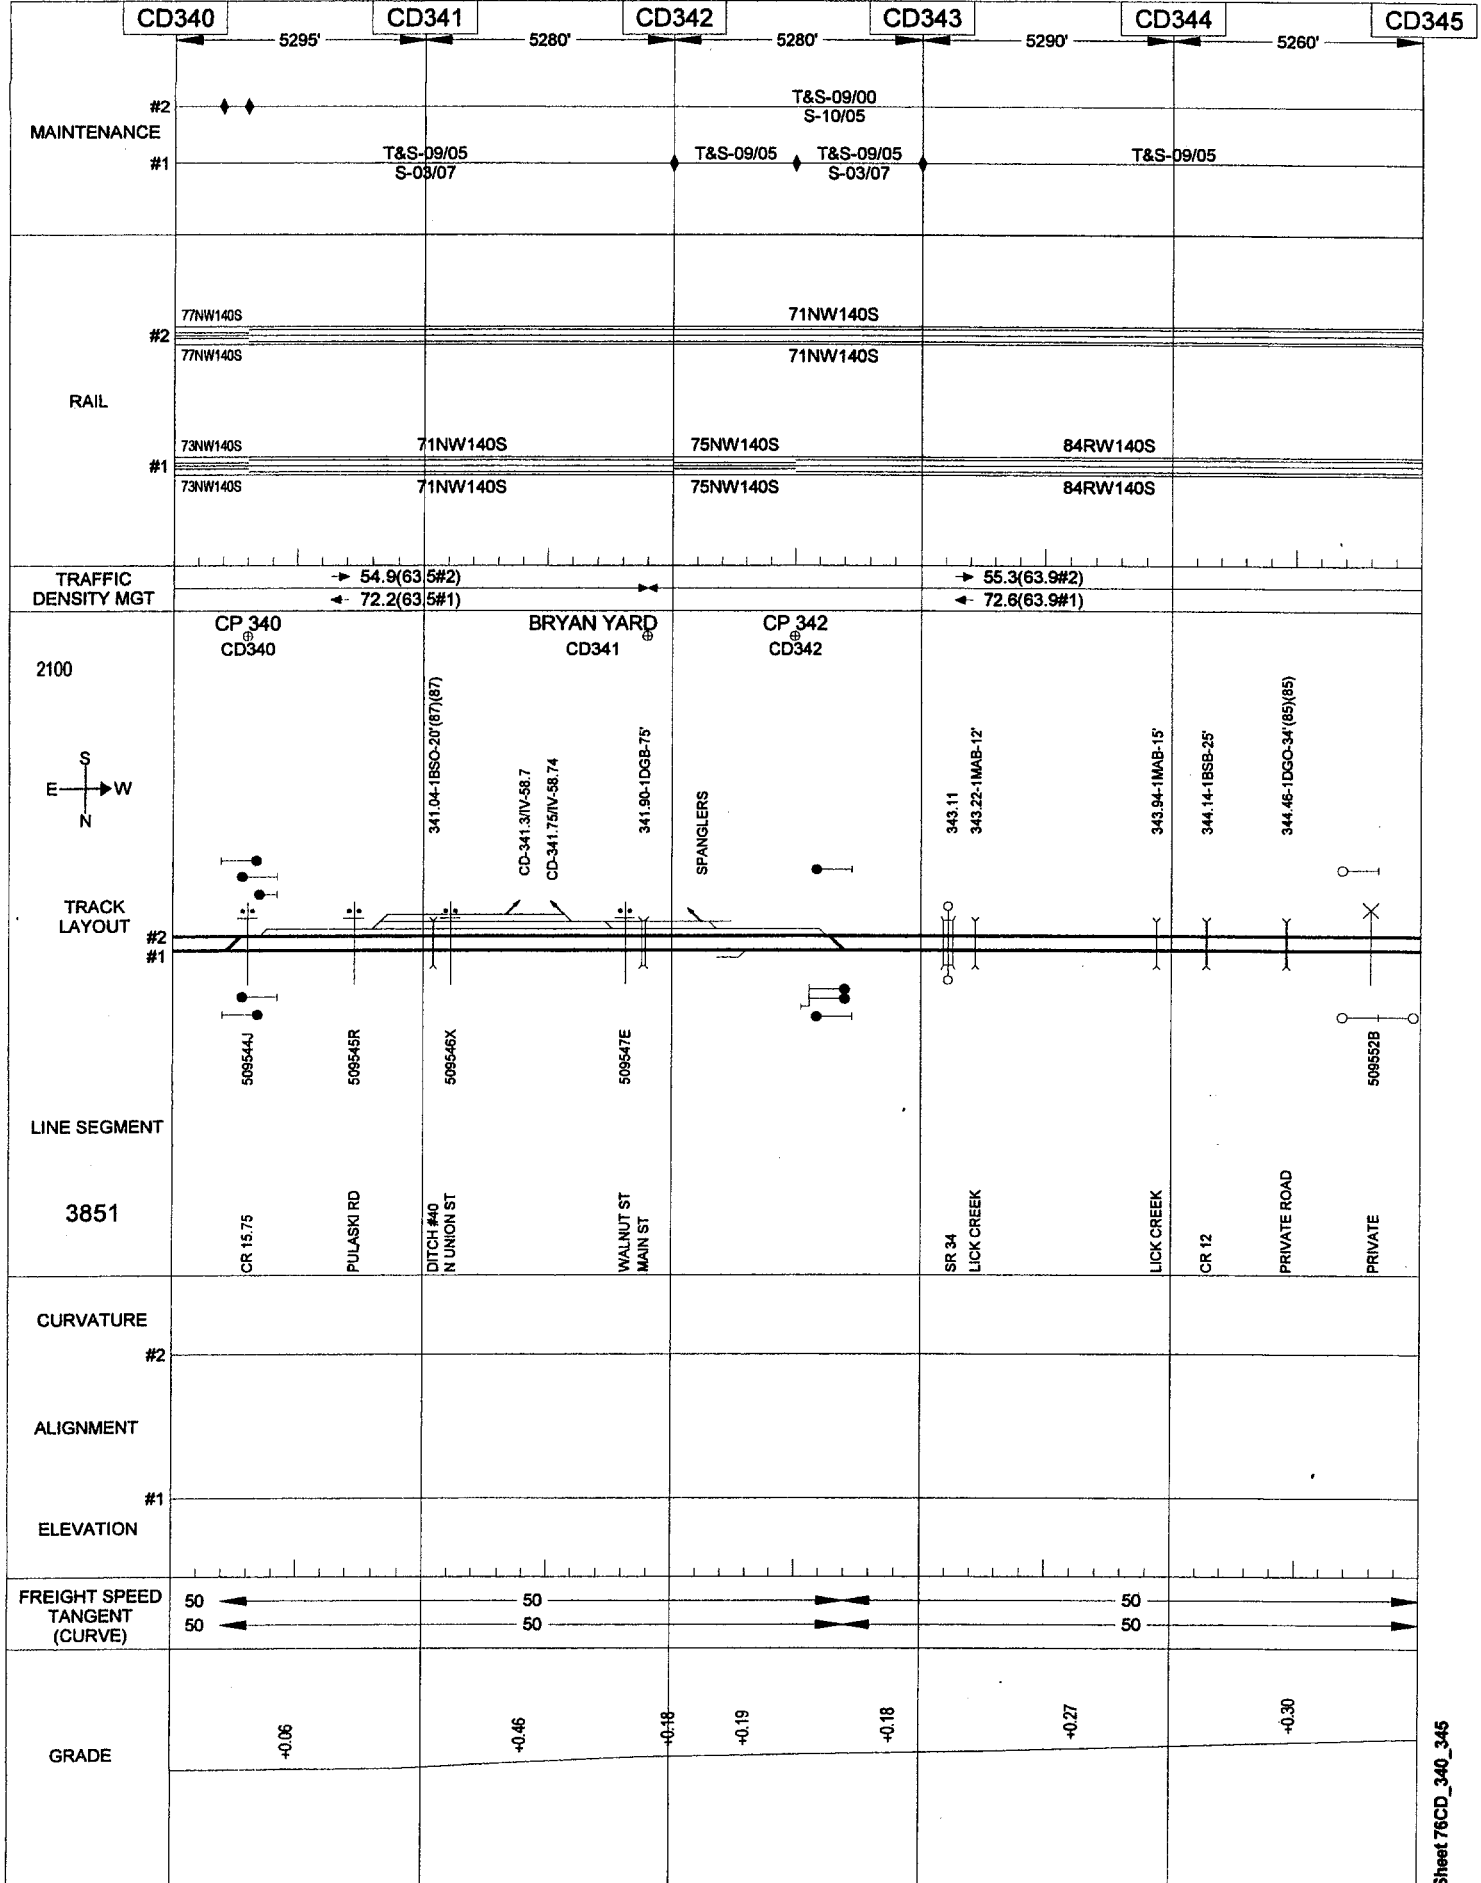 CD340 CD341 CD342 CD343 CD344 CD345
5295' 5280' 5280' 5290' 5260'
MAINTENANCE
#2
T&S-09/00
S-10/05
#1
T&S-09/05
S-03/07
T&S-09/05
T&S-09/05
S-03/07
T&S-09/05
RAIL
77NW140S 71NW140S
#2
77NW140S 71NW140S
73NW140S 71NW140S 75NW140S 84RW140S
#1
73NW140S 71NW140S 75NW140S 84RW140S
TRAFFIC
DENSITY MGT
54.9(63.5#2)
72.2(63.5#1)
55.3(63.9#2)
72.6(63.9#1)
CP 340
CD340
BRYAN YARD
CD341
CP 342
CD342
2100
S
E W
N
341.04-1BSO-20'(87)(87)
CD-341.3/IV-58.7
CD-341.75/IV-58.74
341.90-1DGB-75'
SPANGLERS
343.11
343.22-1MAB-12'
343.94-1MAB-15'
344.14-1BSB-25'
344.46-1DGO-34'(85)(85)
TRACK
LAYOUT
#2
#1
509544J
509545R
509546X
509547E
509552B
LINE SEGMENT
3851
CR 15.75
PULASKI RD
DITCH #40
N UNION ST
WALNUT ST
MAIN ST
SR 34
LICK CREEK
LICK CREEK
CR 12
PRIVATE ROAD
PRIVATE
CURVATURE
#2
ALIGNMENT
#1
ELEVATION
FREIGHT SPEED
TANGENT
(CURVE)
50 50 50
50 50 50
GRADE
+0.06
+0.46
+0.18
+0.19
+0.18
+0.27
+0.30
Sheet 76CD_340_345